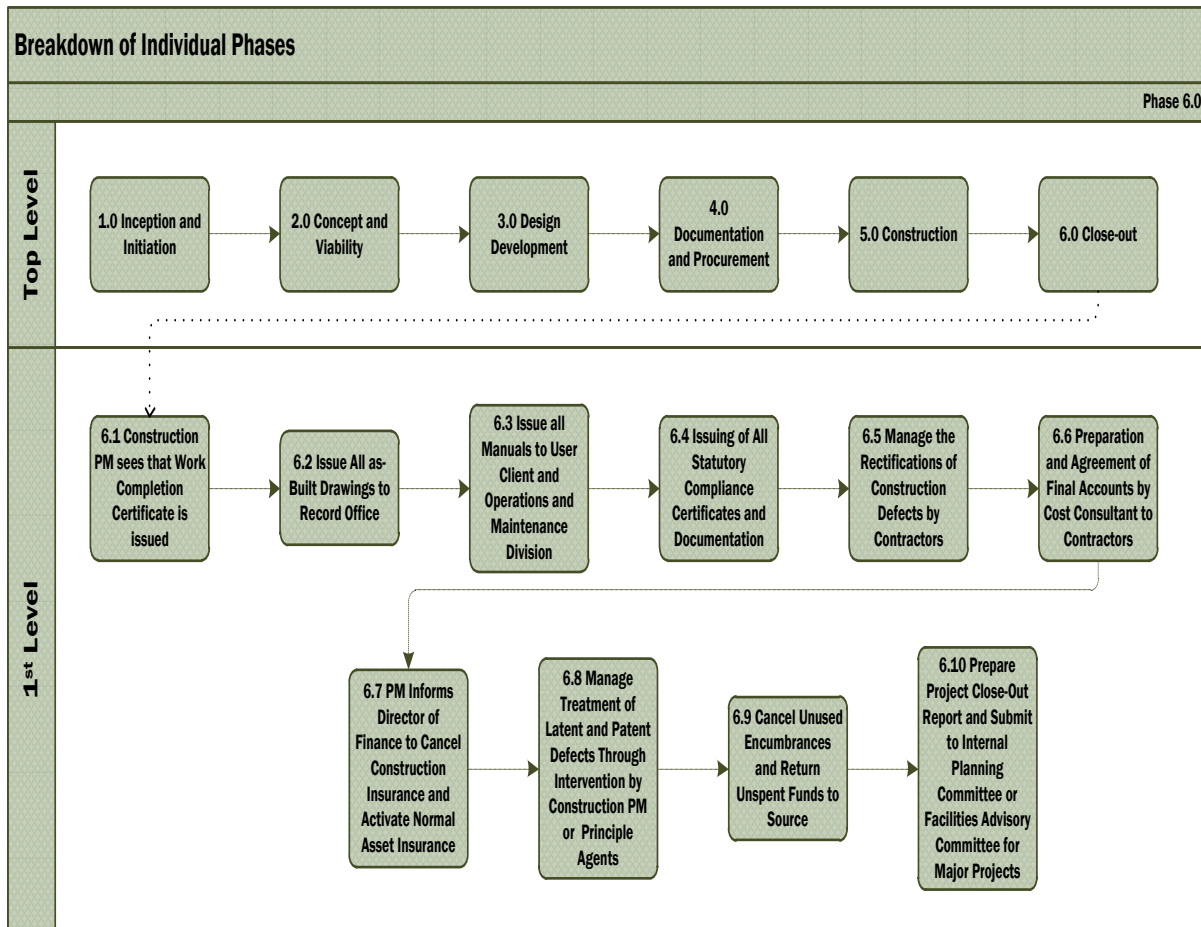 Breakdown of Individual Phases
Phase 6.0
Top Level
1.0 Inception and
Initiation
2.0 Concept and
Viability
3.0 Design
Development
4.0
Documentation
and Procurement
5.0 Construction
6.0 Close-out
1st Level
6.1 Construction
PM sees that Work
Completion
Certificate is
issued
6.2 Issue All as-
Built Drawings to
Record Office
6.3 Issue all
Manuals to User
Client and
Operations and
Maintenance
Division
6.4 Issuing of All
Statutory
Compliance
Certificates and
Documentation
6.5 Manage the
Rectifications of
Construction
Defects by
Contractors
6.6 Preparation
and Agreement of
Final Accounts by
Cost Consultant to
Contractors
6.7 PM Informs
Director of
Finance to Cancel
Construction
Insurance and
Activate Normal
Asset Insurance
6.8 Manage
Treatment of
Latent and Patent
Defects Through
Intervention by
Construction PM
or Principle
Agents
6.9 Cancel Unused
Encumbrances
and Return
Unspent Funds to
Source
6.10 Prepare
Project Close-Out
Report and Submit
to Internal
Planning
Committee or
Facilities Advisory
Committee for
Major Projects